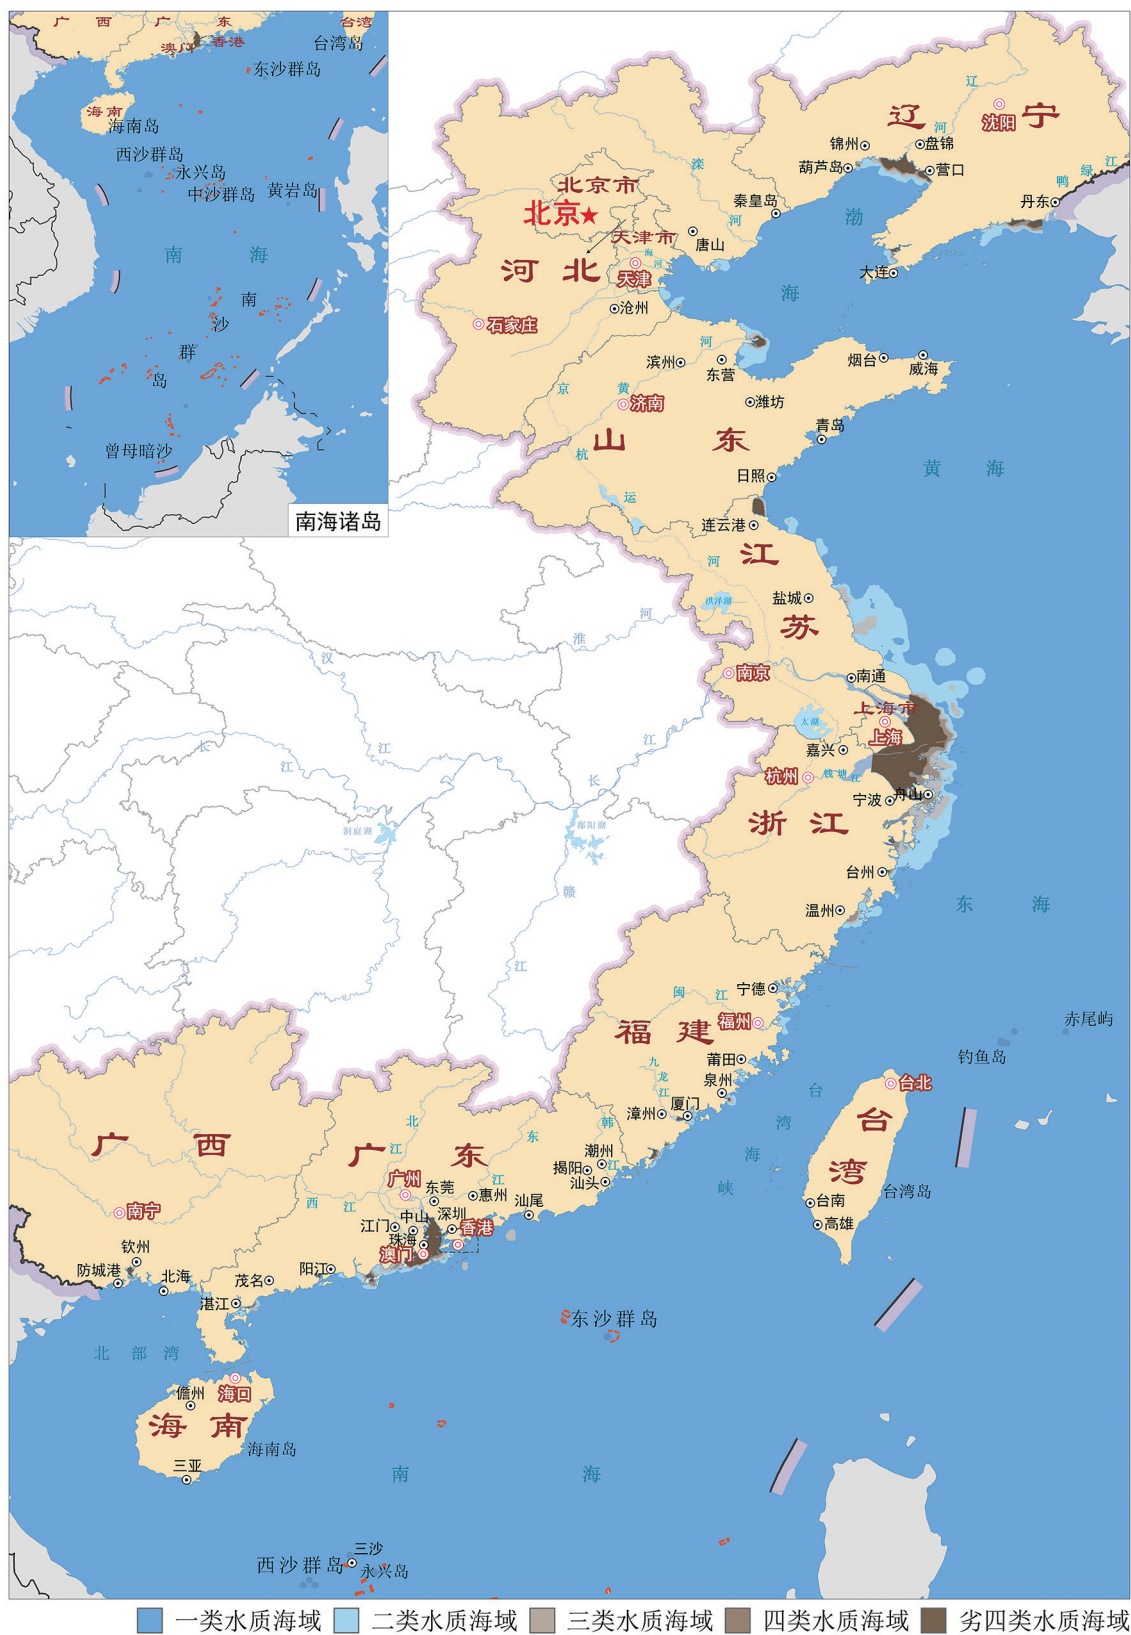 广 西 广 东 台湾
澳门 香港
台湾岛
东沙群岛
海南
海南岛
西沙群岛
永兴岛
中沙群岛 黄岩岛
南 海
南
沙
群
岛
曾母暗沙
南海诸岛
辽 宁
辽
河
沈阳
锦州
盘锦
葫芦岛
营口
鸭 绿 江
丹东
大连
滦
河
秦皇岛
北京市
北京
天津市
海
河
天津
唐山
河 北
石家庄
沧州
渤
海
滨州
河
东营
烟台
威海
京
黄
济南
潍坊
山 东
青岛
杭
日照
运
黄 海
连云港
江
河
洪泽湖
盐城
苏
河
淮
汉
南京
南通
上海市
上海
太湖
嘉兴
长
江
江
江
长
杭州
钱 塘 江
宁波
舟山
洞庭湖
鄱阳湖
浙 江
台州
赣
温州
东 海
江
宁德
闽 江
福州
福 建
赤尾屿
钓鱼岛
莆田
九
龙
江
泉州
台北
台
湾
海
峡
厦门
漳州
台
湾
广 西
广 东
北
江
东
江
韩
江
潮州
揭阳
汕头
广州
东莞
惠州
汕尾
西 江
台湾岛
台南
高雄
南宁
中山
深圳
江门
香港
珠海
澳门
钦州
防城港
北海
阳江
茂名
湛江
东沙群岛
北 部 湾
儋州
海口
海 南
海南岛
三亚
南 海
三沙
西沙群岛
永兴岛
一类水质海域 二类水质海域 三类水质海域 四类水质海域 劣四类水质海域